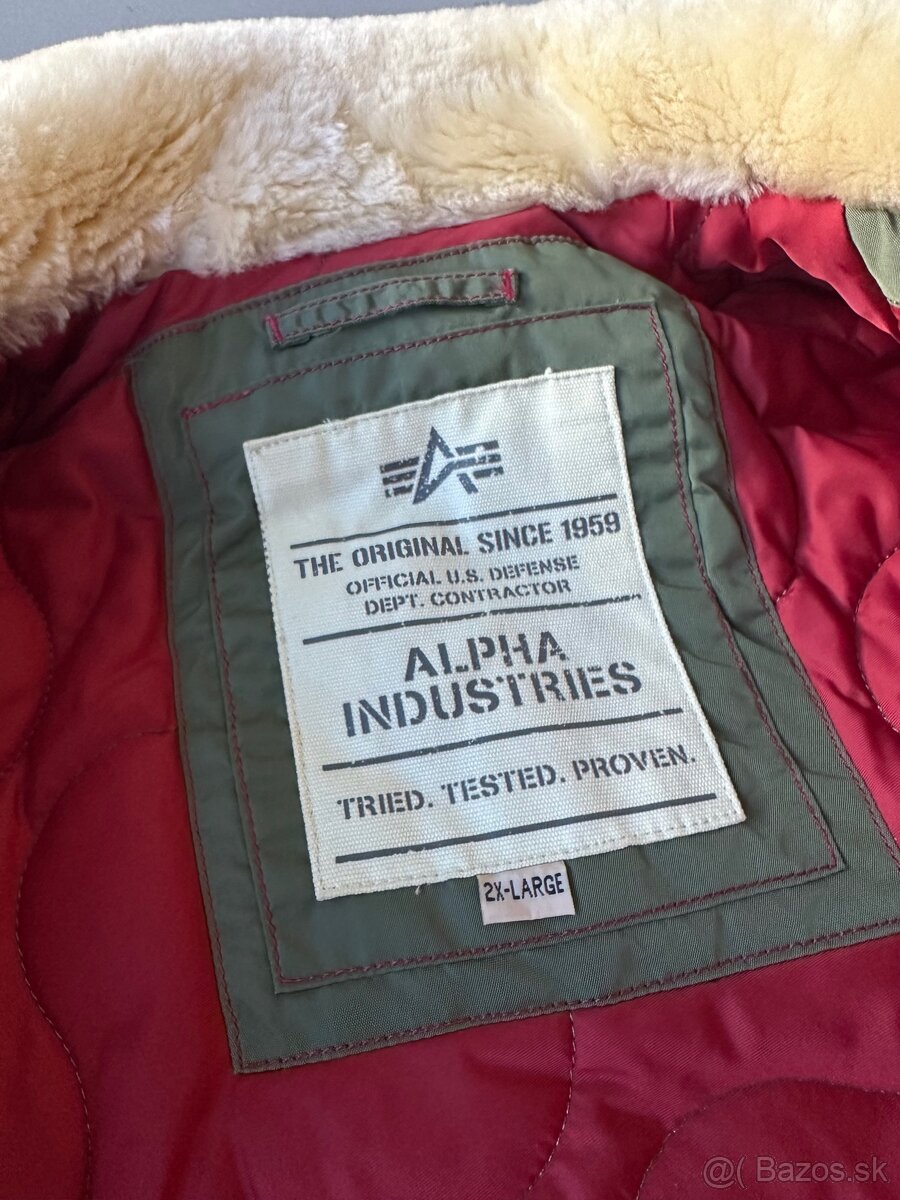 THE ORIGINAL SINCE 1959
OFFICIAL U.S. DEFENSE
DEPT. CONTRACTOR
ALPHA
INDUSTRIES
TRIED. TESTED. PROVEN.
2X-LARGE
@( Bazos.sk